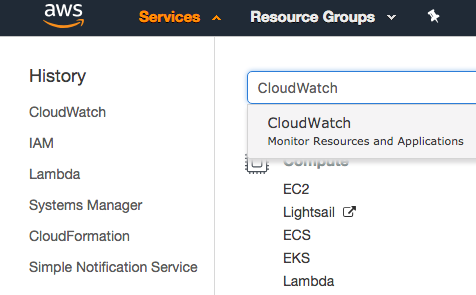 aws
Services
Resource Groups
History
CloudWatch
IAM
Lambda
Systems Manager
CloudFormation
Simple Notification Service
CloudWatch
CloudWatch
Monitor Resources and Applications
Compute
EC2
Lightsail
ECS
EKS
Lambda